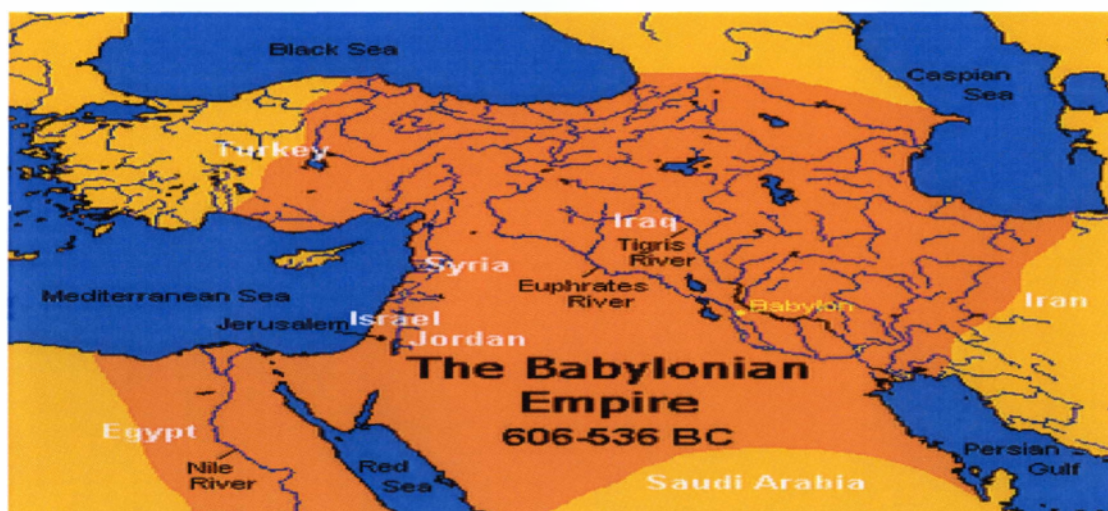 Black Sea
Caspian
Sea
Turkey
Iraq
Tigris
River
Syria
Euphrates
River
Mediterranean Sea
Babylon
Iran
Jerusalem
Israel
Jordan
The Babylonian
Empire
606-536 BC
Egypt
Nile
River
Red
Sea
Saudi Arabia
Persian
Gulf